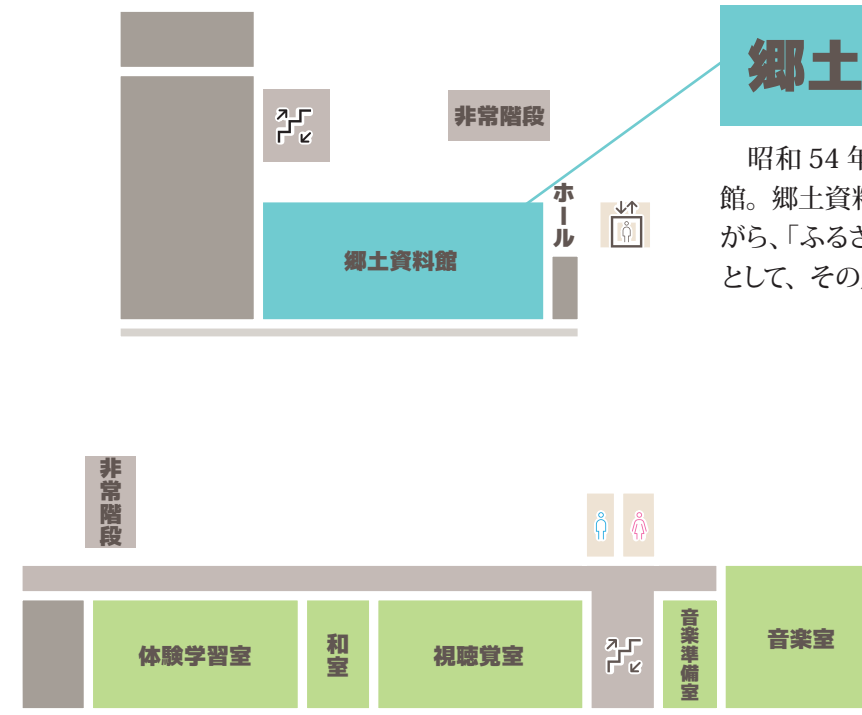 非常階段
郷土
昭和 54 年
館。郷土資料
がら、「ふるさ
として、その
ホール
郷土資料館
非常階段
体験学習室
和室
視聴覚室
音楽準備室
音楽室